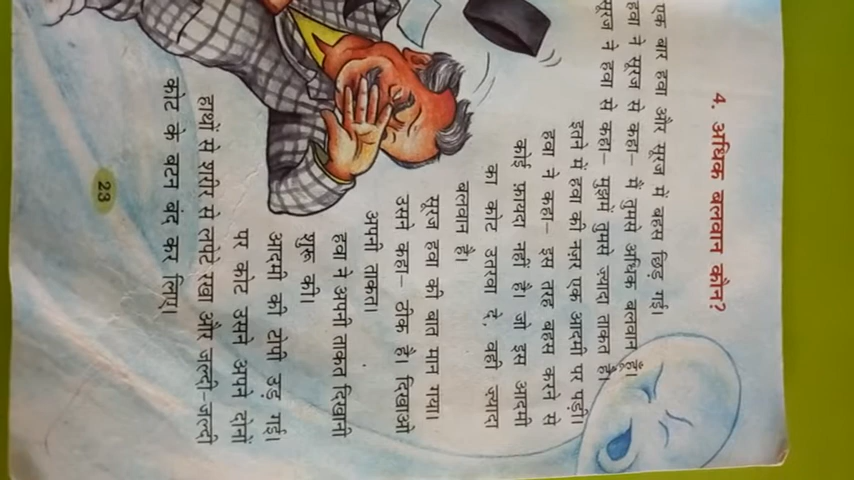 4. अधिक बलवान कौन?
एक बार हवा और सूरज में बहस छिड़ गई।
हवा ने सूरज से कहा– मैं तुमसे अधिक बलवान हूँ।
सूरज ने हवा से कहा– मुझमें तुमसे ज़्यादा ताकत है।
इतने में हवा की नज़र एक आदमी पर पड़ी।
हवा ने कहा– इस तरह बहस करने से
कोई फ़ायदा नहीं है। जो इस आदमी
का कोट उतरवा दे, वही ज़्यादा
बलवान है।
सूरज हवा की बात मान गया।
उसने कहा– ठीक है। दिखाओ
अपनी ताकत।
हवा ने अपनी ताकत दिखानी
शुरू की।
आदमी की टोपी उड़ गई।
पर कोट उसने अपने दोनों
हाथों से शरीर से लपेटे रखा और जल्दी-जल्दी
कोट के बटन बंद कर लिए।
23